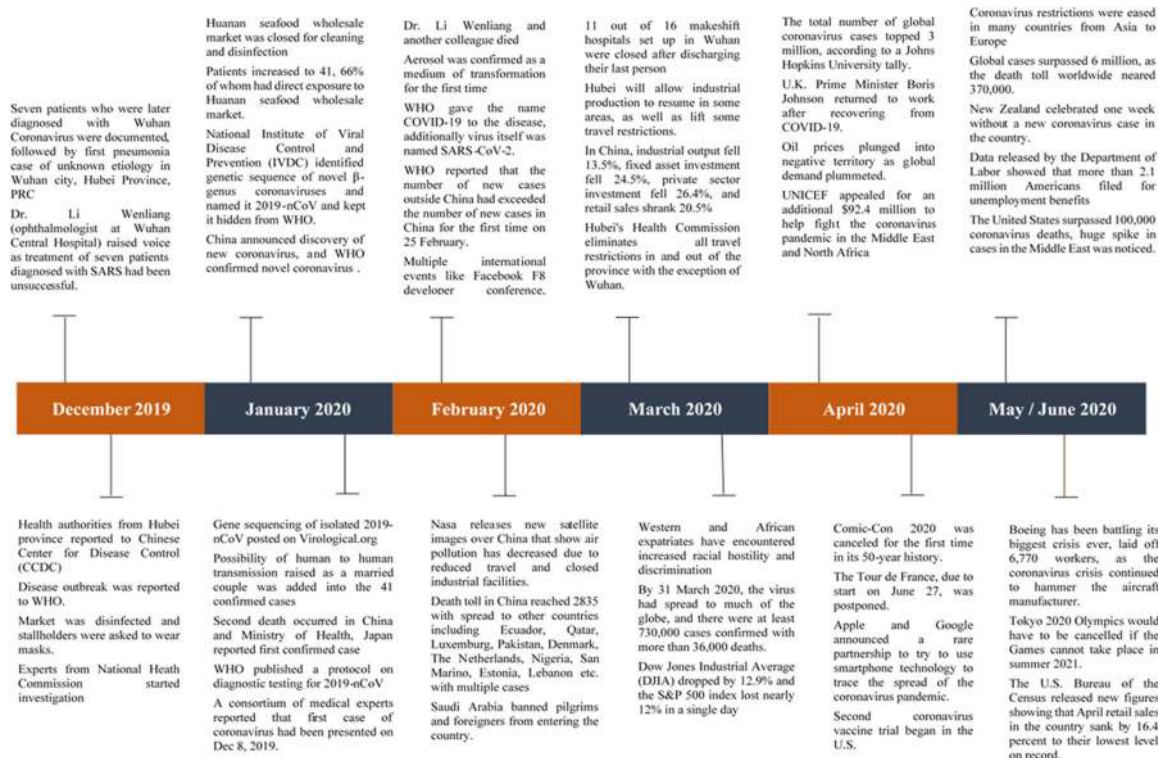 Seven patients who were later
diagnosed with Wuhan
Coronavirus were documented,
followed by first pneumonia
case of unknown etiology in
Wuhan city, Hubei Province,
PRC
Dr. Li Wenliang
(ophthalmologist at Wuhan
Central Hospital) raised voice
as treatment of seven patients
diagnosed with SARS had been
unsuccessful.
Huanan seafood wholesale
market was closed for cleaning
and disinfection
Patients increased to 41, 66%
of whom had direct exposure to
Huanan seafood wholesale
market.
National Institute of Viral
Disease Control and
Prevention (IVDC) identified
genetic sequence of novel β-
genus coronaviruses and
named it 2019-nCoV and kept
it hidden from WHO.
China announced discovery of
new coronavirus, and WHO
confirmed novel coronavirus .
Dr. Li Wenliang and
another colleague died
Aerosol was confirmed as a
medium of transformation
for the first time
WHO gave the name
COVID-19 to the disease,
additionally virus itself was
named SARS-CoV-2.
WHO reported that the
number of new cases
outside China had exceeded
the number of new cases in
China for the first time on
25 February.
Multiple international
events like Facebook F8
developer conference,
11 out of 16 makeshift
hospitals set up in Wuhan
were closed after discharging
their last person
Hubei will allow industrial
production to resume in some
areas, as well as lift some
travel restrictions.
In China, industrial output fell
13.5%, fixed asset investment
fell 24.5%, private sector
investment fell 26.4%, and
retail sales shrank 20.5%
Hubei's Health Commission
eliminates all travel
restrictions in and out of the
province with the exception of
Wuhan.
The total number of global
coronavirus cases topped 3
million, according to a Johns
Hopkins University tally.
U.K. Prime Minister Boris
Johnson returned to work
after recovering from
COVID-19.
Oil prices plunged into
negative territory as global
demand plummeted.
UNICEF appealed for an
additional $92.4 million to
help fight the coronavirus
pandemic in the Middle East
and North Africa
Coronavirus restrictions were eased
in many countries from Asia to
Europe
Global cases surpassed 6 million, as
the death toll worldwide neared
370,000.
New Zealand celebrated one week
without a new coronavirus case in
the country.
Data released by the Department of
Labor showed that more than 2.1
million Americans filed for
unemployment benefits
The United States surpassed 100,000
coronavirus deaths, huge spike in
cases in the Middle East was noticed.
December 2019
January 2020
February 2020
March 2020
April 2020
May / June 2020
Health authorities from Hubei
province reported to Chinese
Center for Disease Control
(CCDC)
Disease outbreak was reported
to WHO.
Market was disinfected and
stallholders were asked to wear
masks.
Experts from National Heath
Commission started
investigation
Gene sequencing of isolated 2019-
nCoV posted on Virological.org
Possibility of human to human
transmission raised as a married
couple was added into the 41
confirmed cases
Second death occurred in China
and Ministry of Health, Japan
reported first confirmed case
WHO published a protocol on
diagnostic testing for 2019-nCoV
A consortium of medical experts
reported that first case of
coronavirus had been presented on
Dec 8, 2019.
Nasa releases new satellite
images over China that show air
pollution has decreased due to
reduced travel and closed
industrial facilities.
Death toll in China reached 2835
with spread to other countries
including Ecuador, Qatar,
Luxemburg, Pakistan, Denmark,
The Netherlands, Nigeria, San
Marino, Estonia, Lebanon etc.
with multiple cases
Saudi Arabia banned pilgrims
and foreigners from entering the
country.
Western and African
expatriates have encountered
increased racial hostility and
discrimination
By 31 March 2020, the virus
had spread to much of the
globe, and there were at least
730,000 cases confirmed with
more than 36,000 deaths.
Dow Jones Industrial Average
(DJIA) dropped by 12.9% and
the S&P 500 index lost nearly
12% in a single day
Comic-Con 2020 was
canceled for the first time
in its 50-year history.
The Tour de France, due to
start on June 27, was
postponed.
Apple and Google
announced a rare
partnership to try to use
smartphone technology to
trace the spread of the
coronavirus pandemic.
Second coronavirus
vaccine trial began in the
U.S.
Boeing has been battling its
biggest crisis ever, laid off
6,770 workers, as the
coronavirus crisis continued
to hammer the aircraft
manufacturer.
Tokyo 2020 Olympics would
have to be cancelled if the
Games cannot take place in
summer 2021.
The U.S. Bureau of the
Census released new figures
showing that April retail sales
in the country sank by 16.4
percent to their lowest level
on record.